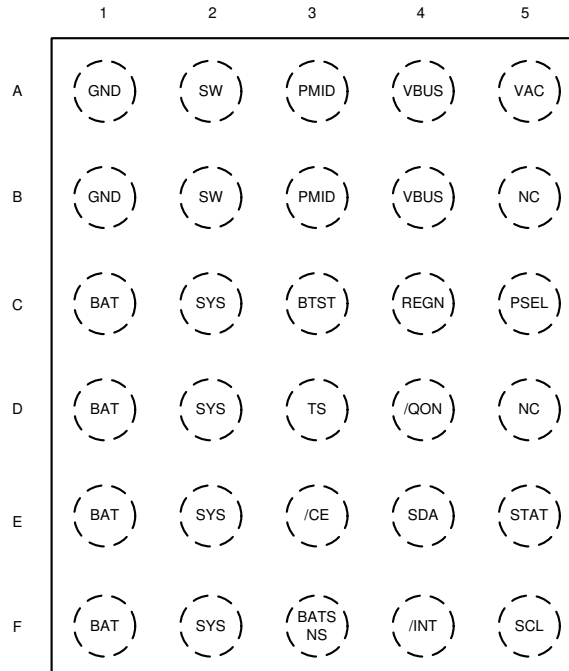 1 2 3 4 5
A GND SW PMID VBUS VAC
B GND SW PMID VBUS NC
C BAT SYS BTST REGN PSEL
D BAT SYS TS /QON NC
E BAT SYS /CE SDA STAT
F BAT SYS BATS NS /INT SCL